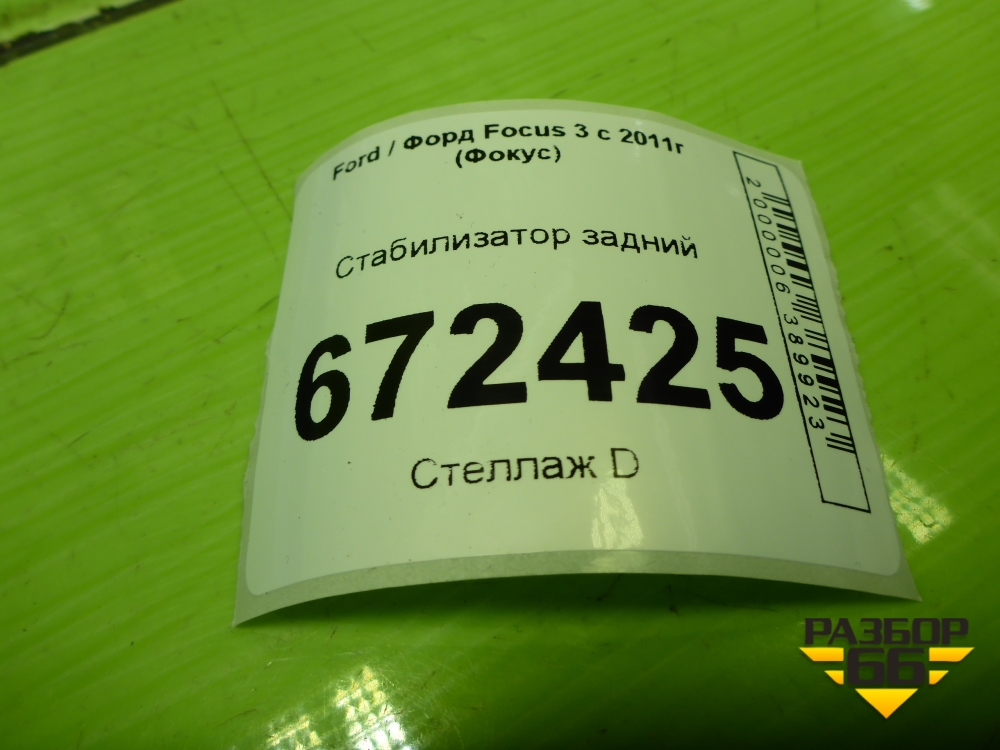 Ford / Форд Focus 3 с 2011г
(Фокус)
Стабилизатор задний
672425
Стеллаж D
2000006389923
РАЗБОР
66